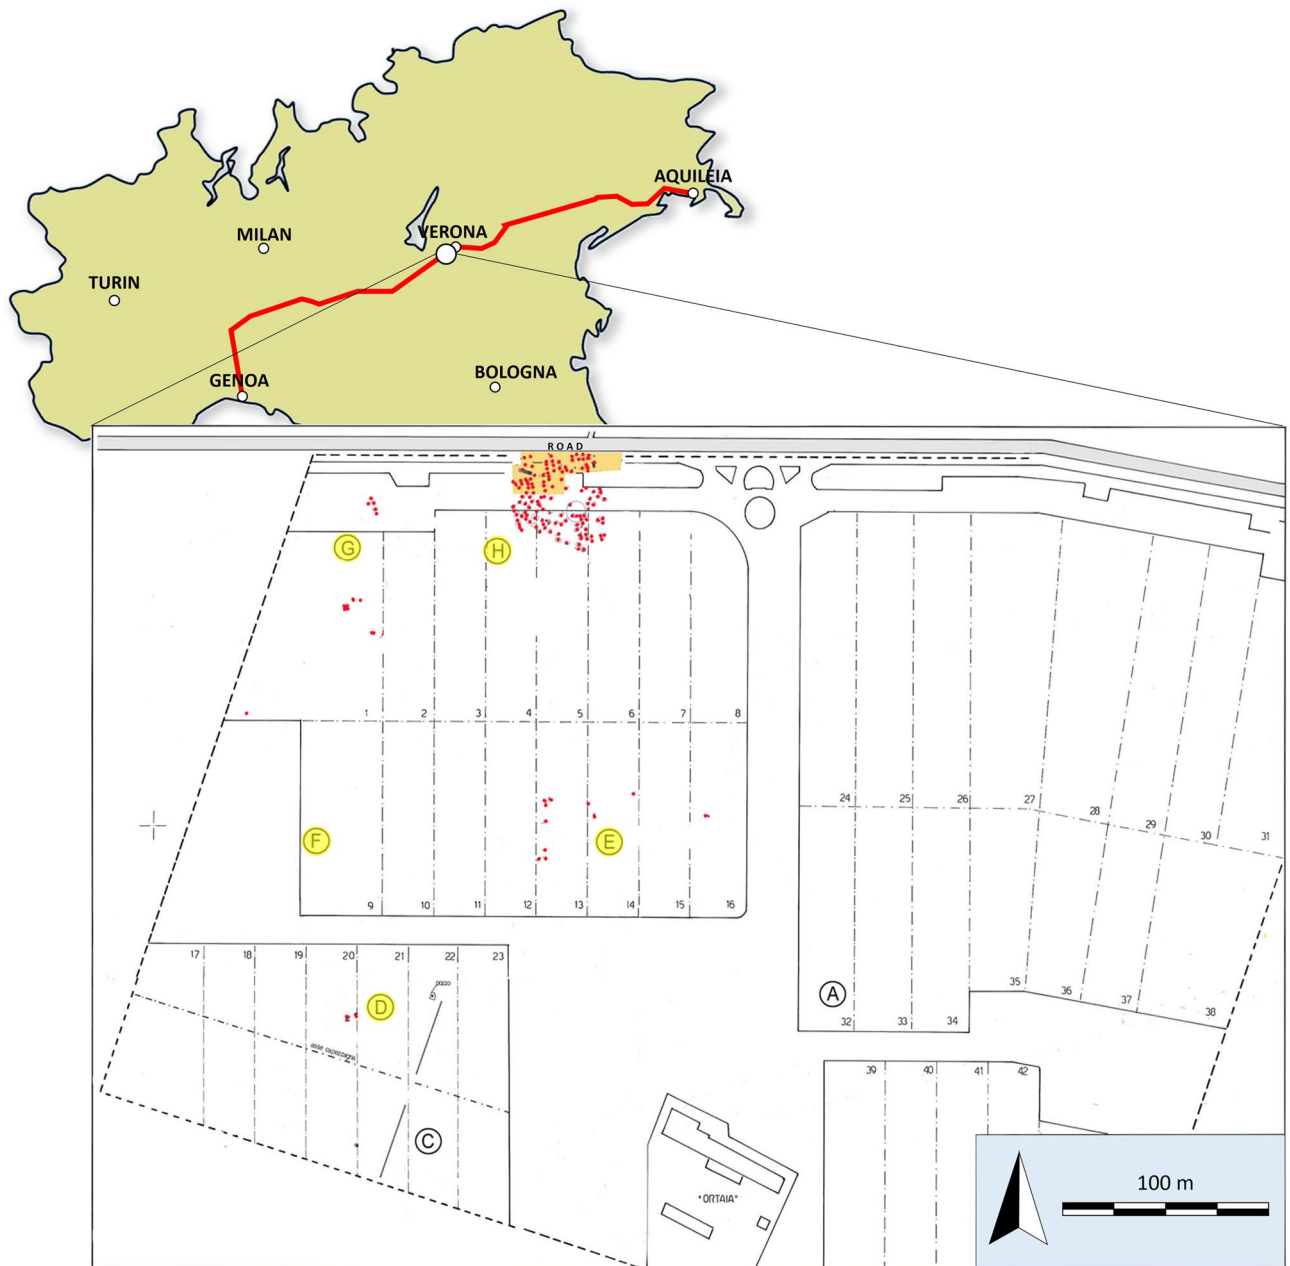 AQUILEIA
VERONA
MILAN
TURIN
GENOA
BOLOGNA
ROAD
G
H
1 2 3 4 5 6 7 8
24 25 26 27 28 29 30 31
F
E
9 10 11 12 13 14 15 16
17 18 19 20 21 22 23
pozzo
D
A
35 36 37 38
32 33 34
asse capezzagna
39 40 41 42
C
"ORTAIA"
100 m